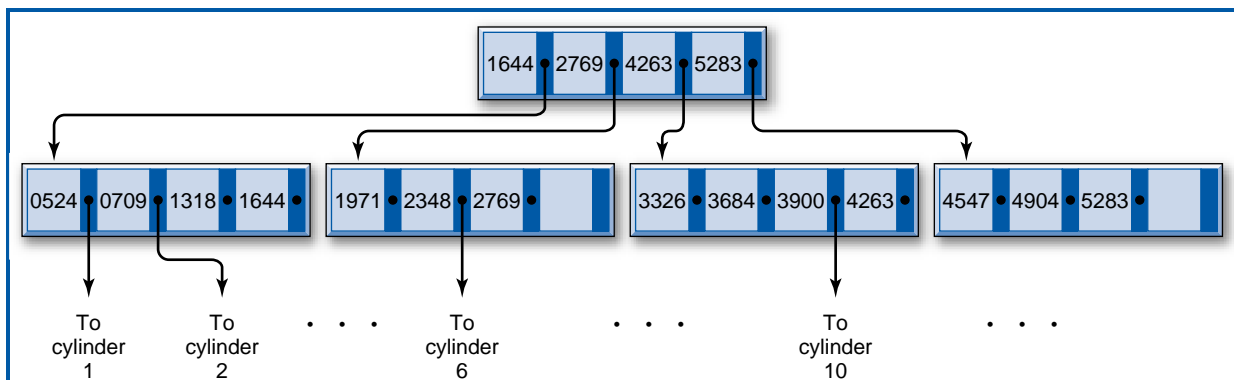 1644 2769 4263 5283
0524 0709 1318 1644 1971 2348 2769 3326 3684 3900 4263 4547 4904 5283
To To . . . To . . . To . . .
cylinder cylinder cylinder cylinder
1 2 6 10